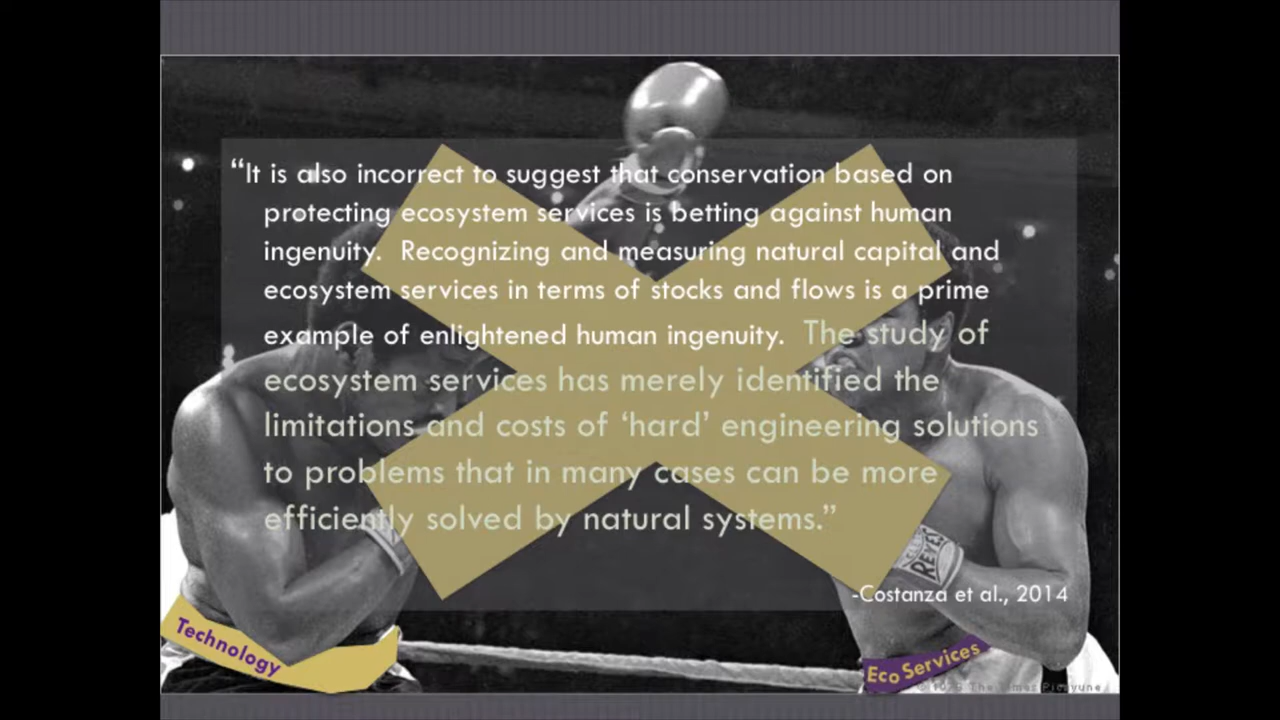 “It is also incorrect to suggest that conservation based on
protecting ecosystem services is betting against human
ingenuity. Recognizing and measuring natural capital and
ecosystem services in terms of stocks and flows is a prime
example of enlightened human ingenuity. The study of
ecosystem services has merely identified the
limitations and costs of ‘hard’ engineering solutions
to problems that in many cases can be more
efficiently solved by natural systems.”
-Costanza et al., 2014
REYES
Technology
Eco Services
The Times Picayune